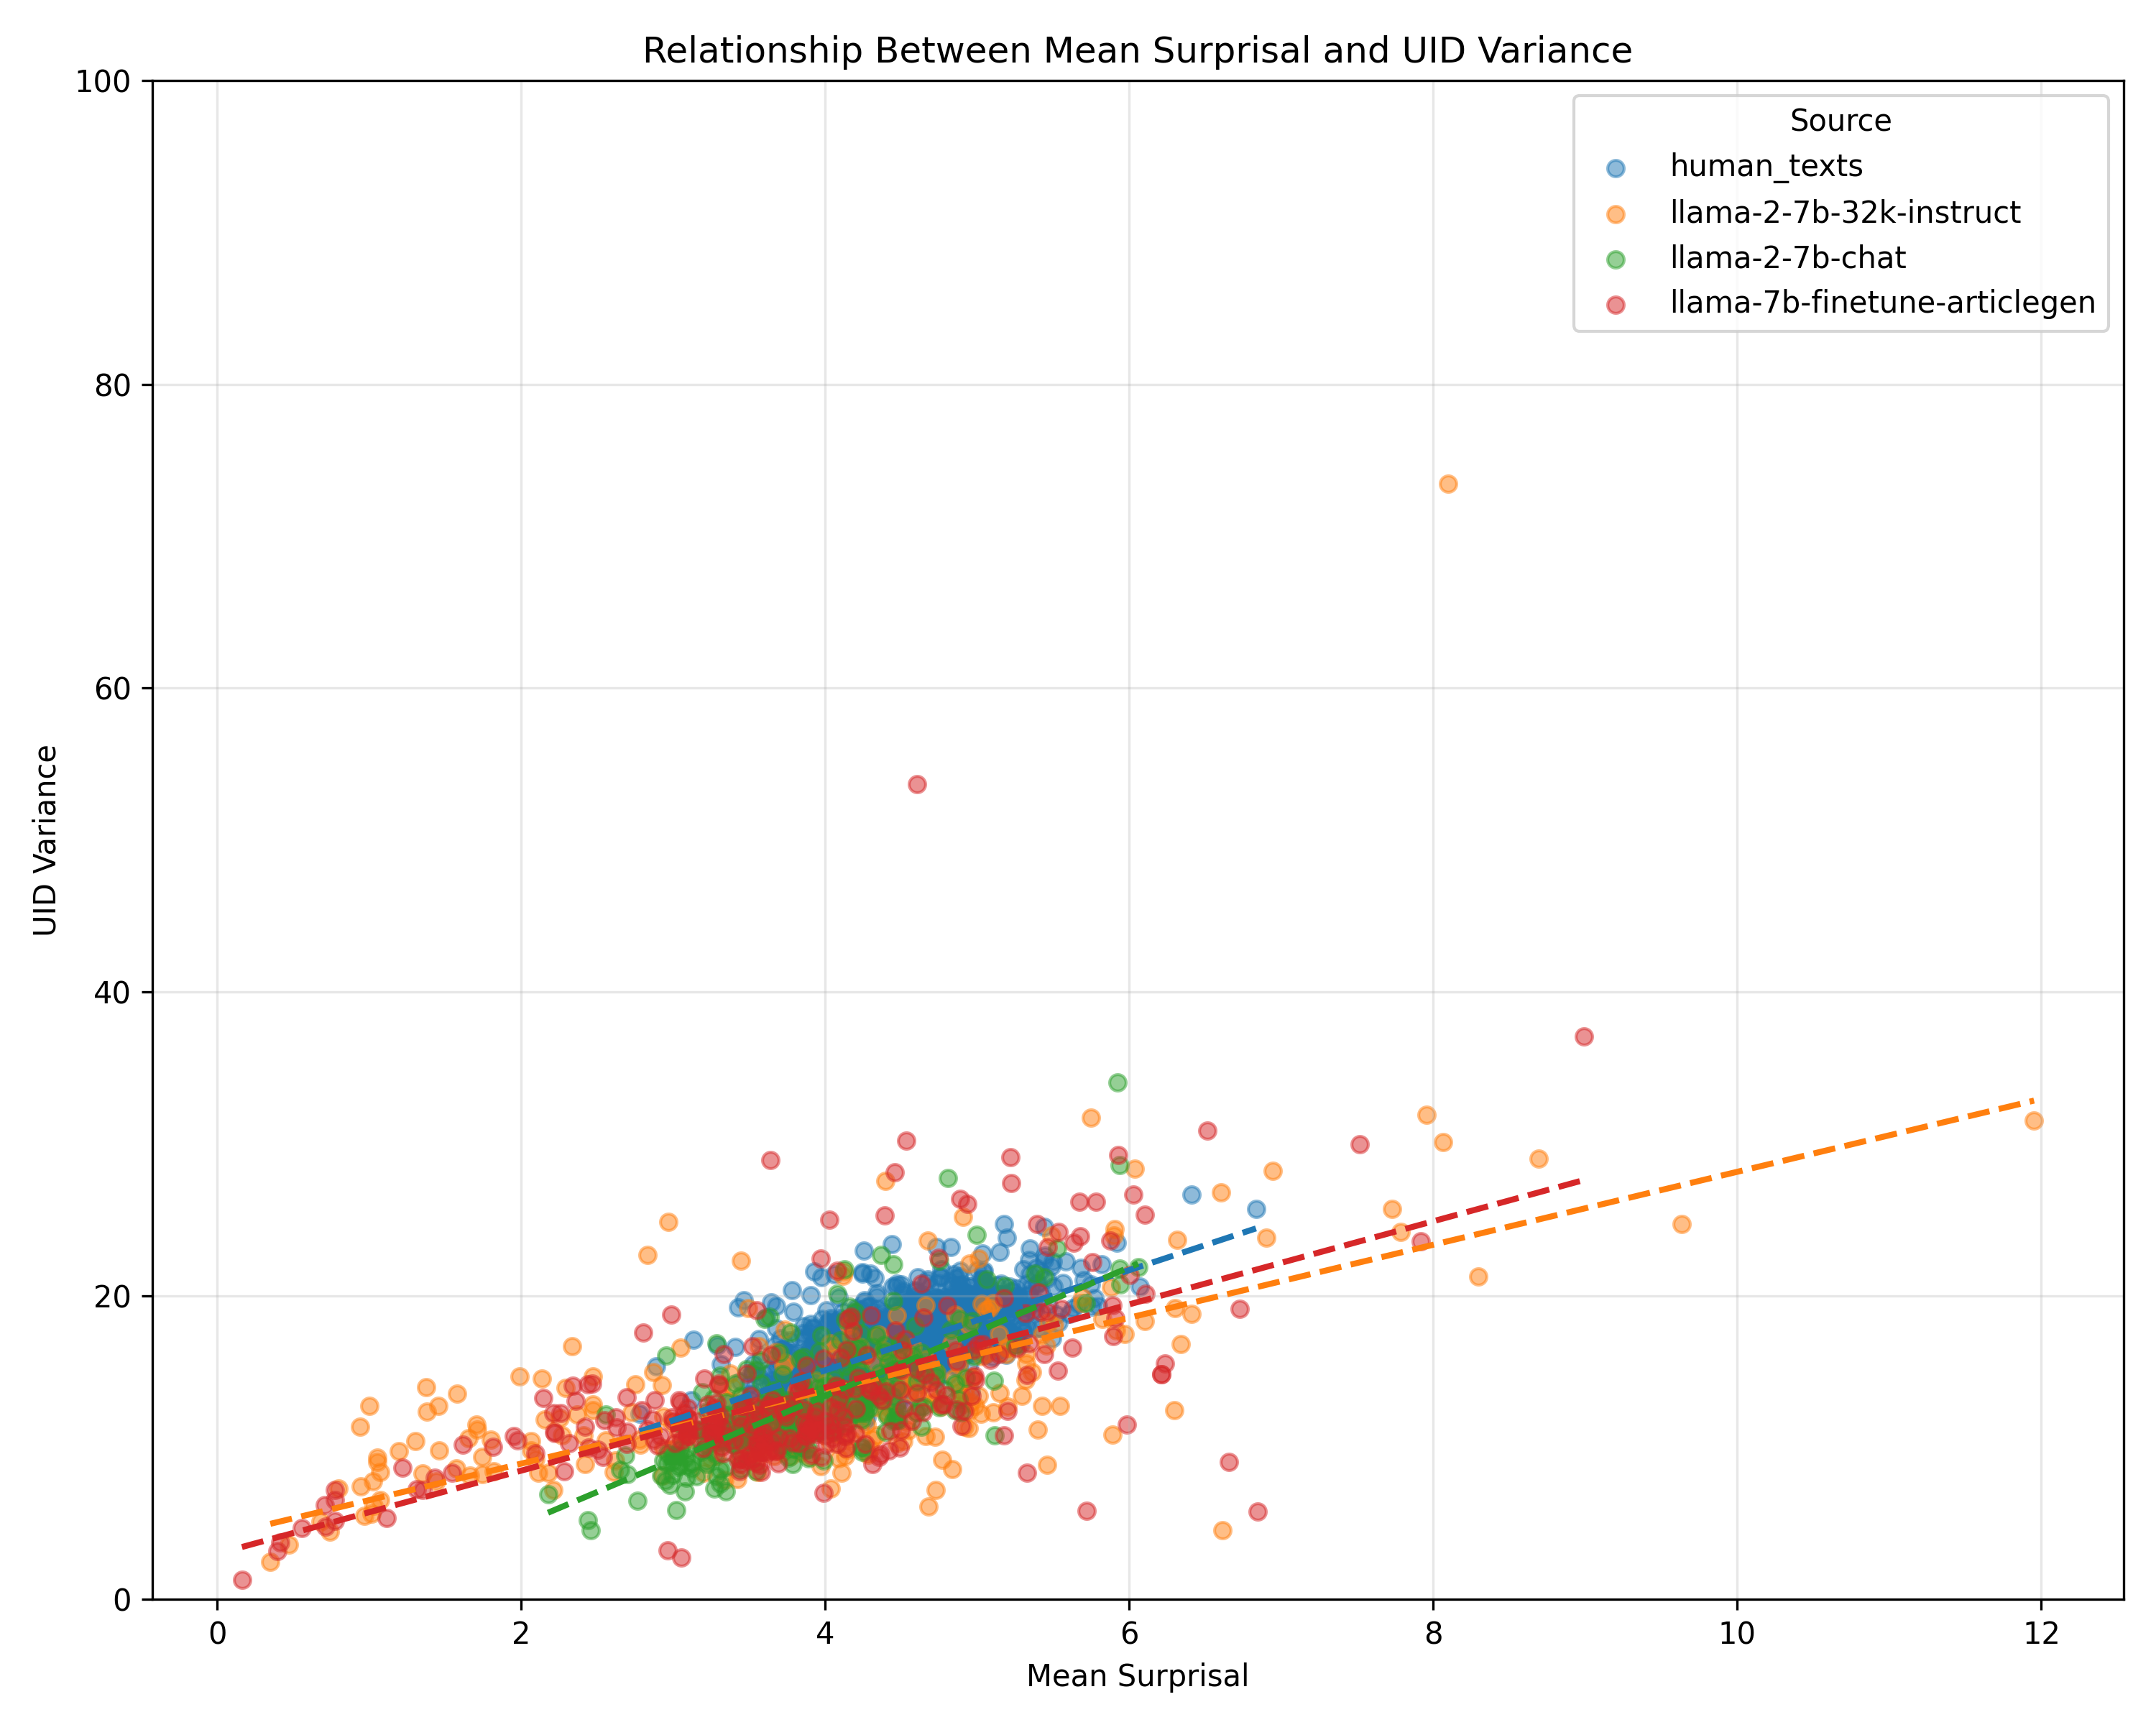 Relationship Between Mean Surprisal and UID Variance
Source
human_texts
llama-2-7b-32k-instruct
llama-2-7b-chat
llama-7b-finetune-articlegen
100
80
60
40
20
0
UID Variance
0 2 4 6 8 10 12
Mean Surprisal